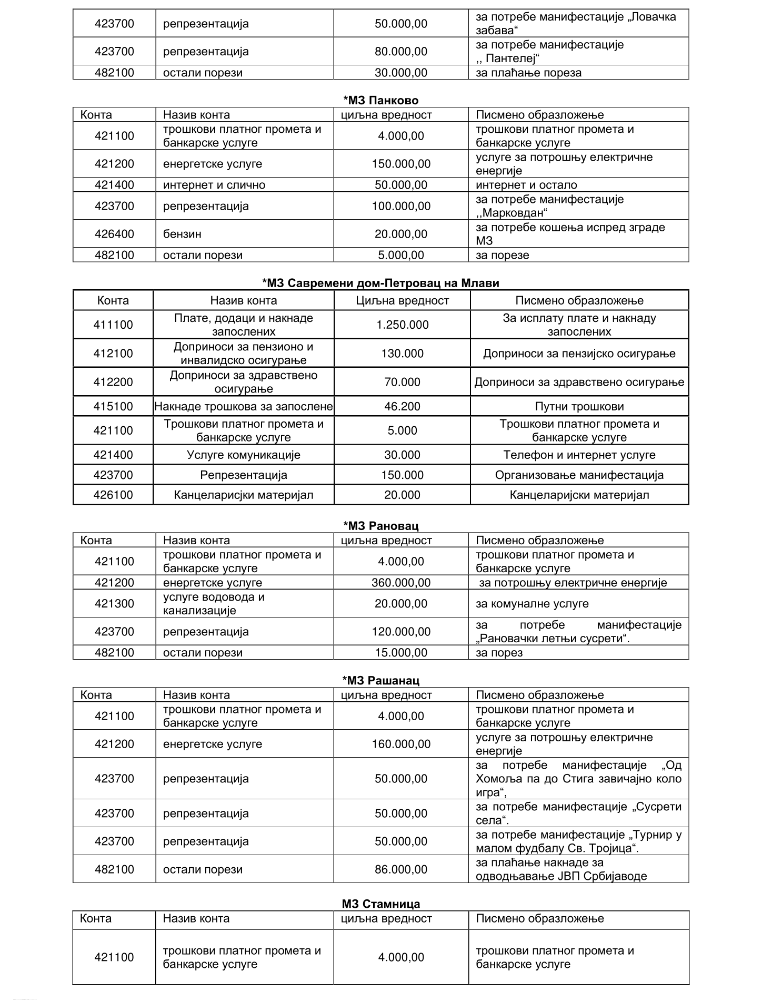 423700 репрезентација 50.000,00 за потребе манифестације „Ловачка
забава“
423700 репрезентација 80.000,00 за потребе манифестације
,, Пантелеј“
482100 остали порези 30.000,00 за плаћање пореза
*МЗ Панково
Конта Назив конта циљна вредност Писмено образложење
421100 трошкови платног промета и
банкарске услуге 4.000,00 трошкови платног промета и
банкарске услуге
421200 енергетске услуге 150.000,00 услуге за потрошњу електричне
енергије
421400 интернет и слично 50.000,00 интернет и остало
423700 репрезентација 100.000,00 за потребе манифестације
,,Марковдан“
426400 бензин 20.000,00 за потребе кошења испред зграде
МЗ
482100 остали порези 5.000,00 за порезе
*МЗ Савремени дом-Петровац на Млави
Конта Назив конта Циљна вредност Писмено образложење
411100 Плате, додаци и накнаде
запослених 1.250.000 За исплату плате и накнаду
запослених
412100 Доприноси за пензионо и
инвалидско осигурање 130.000 Доприноси за пензијско осигурање
412200 Доприноси за здравствено
осигурање 70.000 Доприноси за здравствено осигурање
415100 Накнаде трошкова за запослене 46.200 Путни трошкови
421100 Трошкови платног промета и
банкарске услуге 5.000 Трошкови платног промета и
банкарске услуге
421400 Услуге комуникације 30.000 Телефон и интернет услуге
423700 Репрезентација 150.000 Организовање манифестација
426100 Канцеларисјки материјал 20.000 Канцеларијски материјал
*МЗ Рановац
Конта Назив конта циљна вредност Писмено образложење
421100 трошкови платног промета и
банкарске услуге 4.000,00 трошкови платног промета и
банкарске услуге
421200 енергетске услуге 360.000,00 за потрошњу електричне енергије
421300 услуге водовода и
канализације 20.000,00 за комуналне услуге
423700 репрезентација 120.000,00 за потребе манифестације
„Рановачки летњи сусрети“.
482100 остали порези 15.000,00 за порез
*МЗ Рашанац
Конта Назив конта циљна вредност Писмено образложење
421100 трошкови платног промета и
банкарске услуге 4.000,00 трошкови платног промета и
банкарске услуге
421200 енергетске услуге 160.000,00 услуге за потрошњу електричне
енергије
423700 репрезентација 50.000,00 за потребе манифестације „Од
Хомоља па до Стига завичајно коло
игра“,
423700 репрезентација 50.000,00 за потребе манифестације „Сусрети
села“.
423700 репрезентација 50.000,00 за потребе манифестације „Турнир у
малом фудбалу Св. Тројица“.
482100 остали порези 86.000,00 за плаћање накнаде за
одводњавање ЈВП Србијаводе
МЗ Стамница
Конта Назив конта циљна вредност Писмено образложење
421100 трошкови платног промета и
банкарске услуге 4.000,00 трошкови платног промета и
банкарске услуге